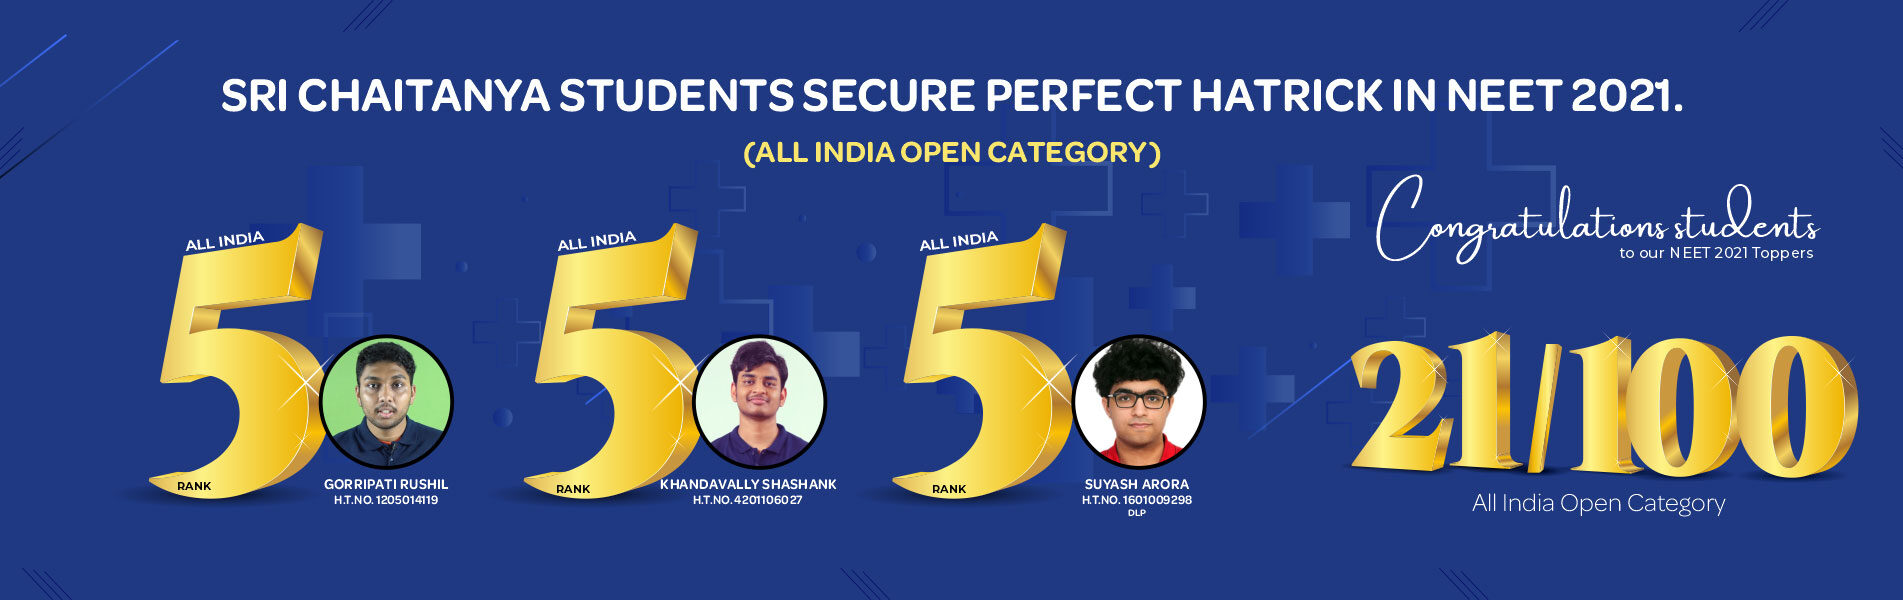 SRI CHAITANYA STUDENTS SECURE PERFECT HATRICK IN NEET 2021.
(ALL INDIA OPEN CATEGORY)
ALL INDIA
5
RANK
GORRIPATI RUSHIL
H.T.NO. 1205014119
ALL INDIA
5
RANK
KHANDAVALLY SHASHANK
H.T.NO. 4201106027
ALL INDIA
5
RANK
SUYASH ARORA
H.T.NO. 1601009298
DLP
Congratulations students
to our NEET 2021 Toppers
21/100
All India Open Category